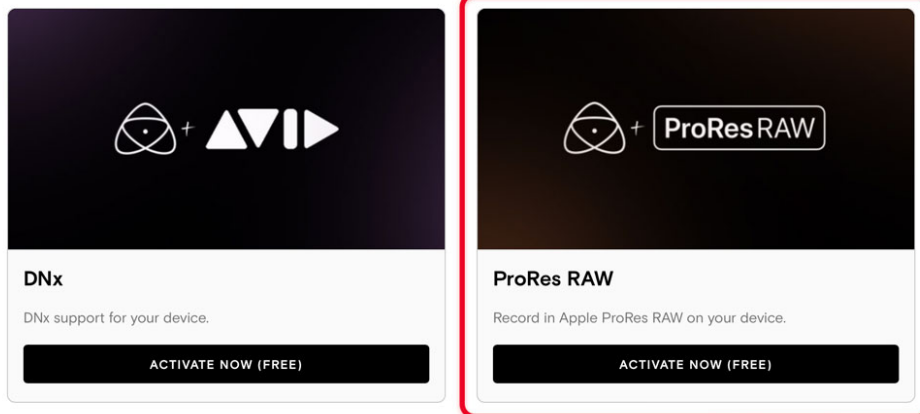 + AVID
+ ProRes RAW
DNx
DNx support for your device.
ACTIVATE NOW (FREE)
ProRes RAW
Record in Apple ProRes RAW on your device.
ACTIVATE NOW (FREE)